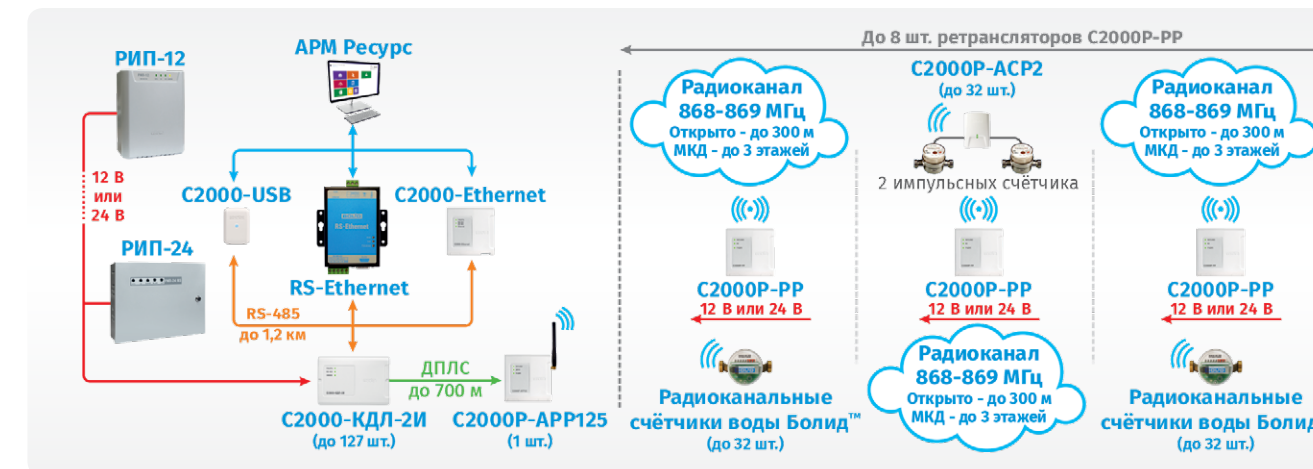 До 8 шт. ретрансляторов С2000Р-РР
РИП-12
АРМ Ресурс
12 В
или
24 В
С2000-USB
С2000-Ethernet
РИП-24
RS-Ethernet
RS-485
до 1,2 км
ДПЛС
до 700 м
С2000-КДЛ-2И
(до 127 шт.)
С2000Р-АРР125
(1 шт.)
Радиоканал
868-869 МГц
Открыто - до 300 м
МКД - до 3 этажей
С2000Р-РР
12 В или 24 В
Радиоканальные
счётчики воды Болид™
(до 32 шт.)
С2000Р-АСР2
(до 32 шт.)
2 импульсных счётчика
С2000Р-РР
12 В или 24 В
Радиоканал
868-869 МГц
Открыто - до 300 м
МКД - до 3 этажей
Радиоканал
868-869 МГц
Открыто - до 300 м
МКД - до 3 этажей
С2000Р-РР
12 В или 24 В
Радиоканальные
счётчики воды Болид
(до 32 шт.)